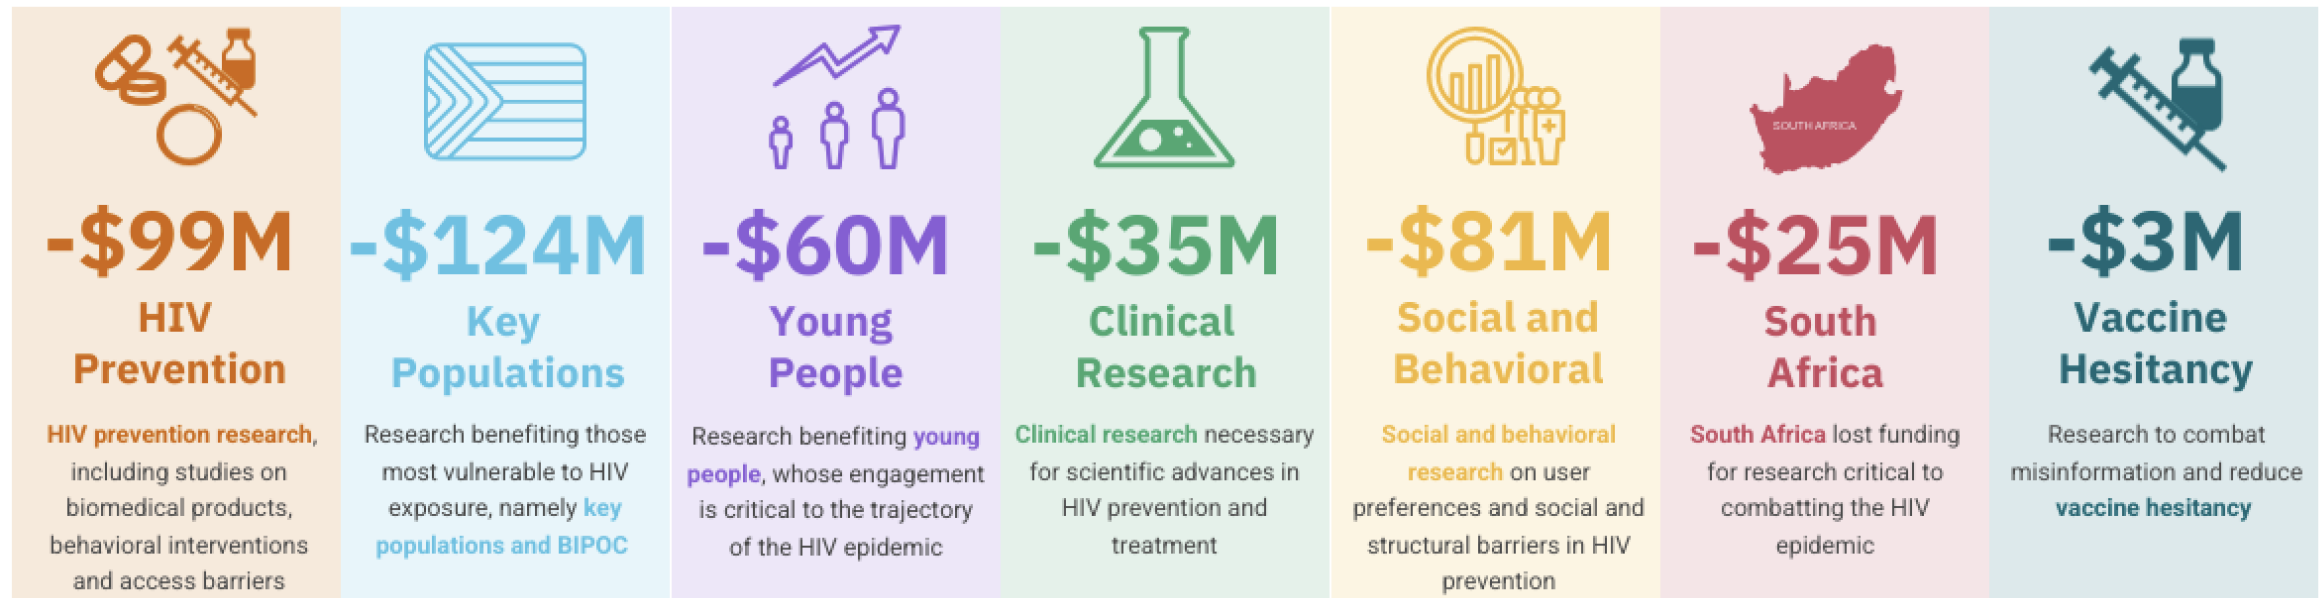 -$99M
HIV
Prevention
HIV prevention research,
including studies on
biomedical products,
behavioral interventions
and access barriers
-$124M
Key
Populations
Research benefiting those
most vulnerable to HIV
exposure, namely key
populations and BIPOC
-$60M
Young
People
Research benefiting young
people, whose engagement
is critical to the trajectory
of the HIV epidemic
-$35M
Clinical
Research
Clinical research necessary
for scientific advances in
HIV prevention and
treatment
-$81M
Social and
Behavioral
Social and behavioral
research on user
preferences and social and
structural barriers in HIV
prevention
SOUTH AFRICA
-$25M
South
Africa
South Africa lost funding
for research critical to
combatting the HIV
epidemic
-$3M
Vaccine
Hesitancy
Research to combat
misinformation and reduce
vaccine hesitancy